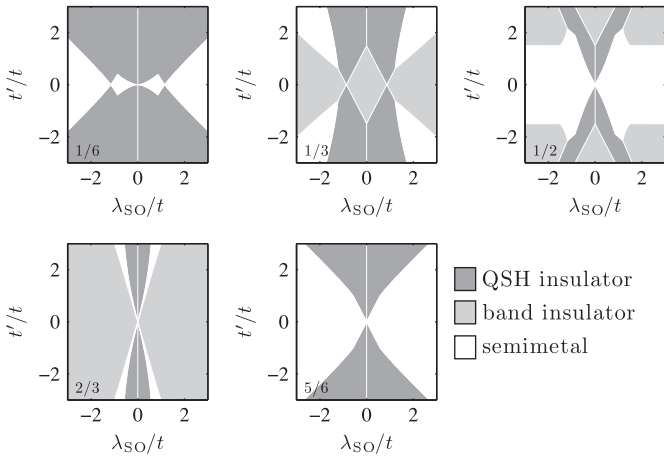 t′/t
2
0
−2
1/6
−2 0 2
λSO/t
t′/t
2
0
−2
1/3
−2 0 2
λSO/t
t′/t
2
0
−2
1/2
−2 0 2
λSO/t
t′/t
2
0
−2
2/3
−2 0 2
λSO/t
t′/t
2
0
−2
5/6
−2 0 2
λSO/t
QSH insulator
band insulator
semimetal